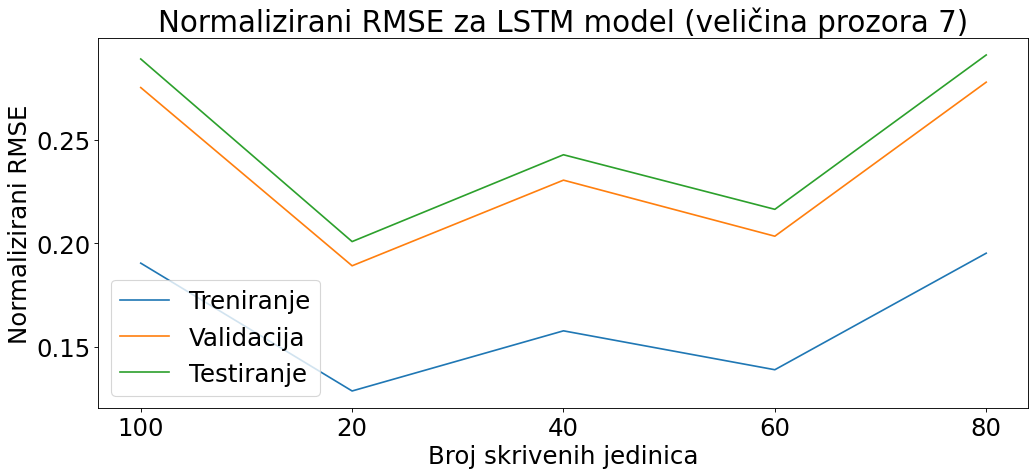 Normalizirani RMSE za LSTM model (veličina prozora 7)
Normalizirani RMSE
0.25
0.20
0.15
Treniranje
Validacija
Testiranje
100 20 40 60 80
Broj skrivenih jedinica